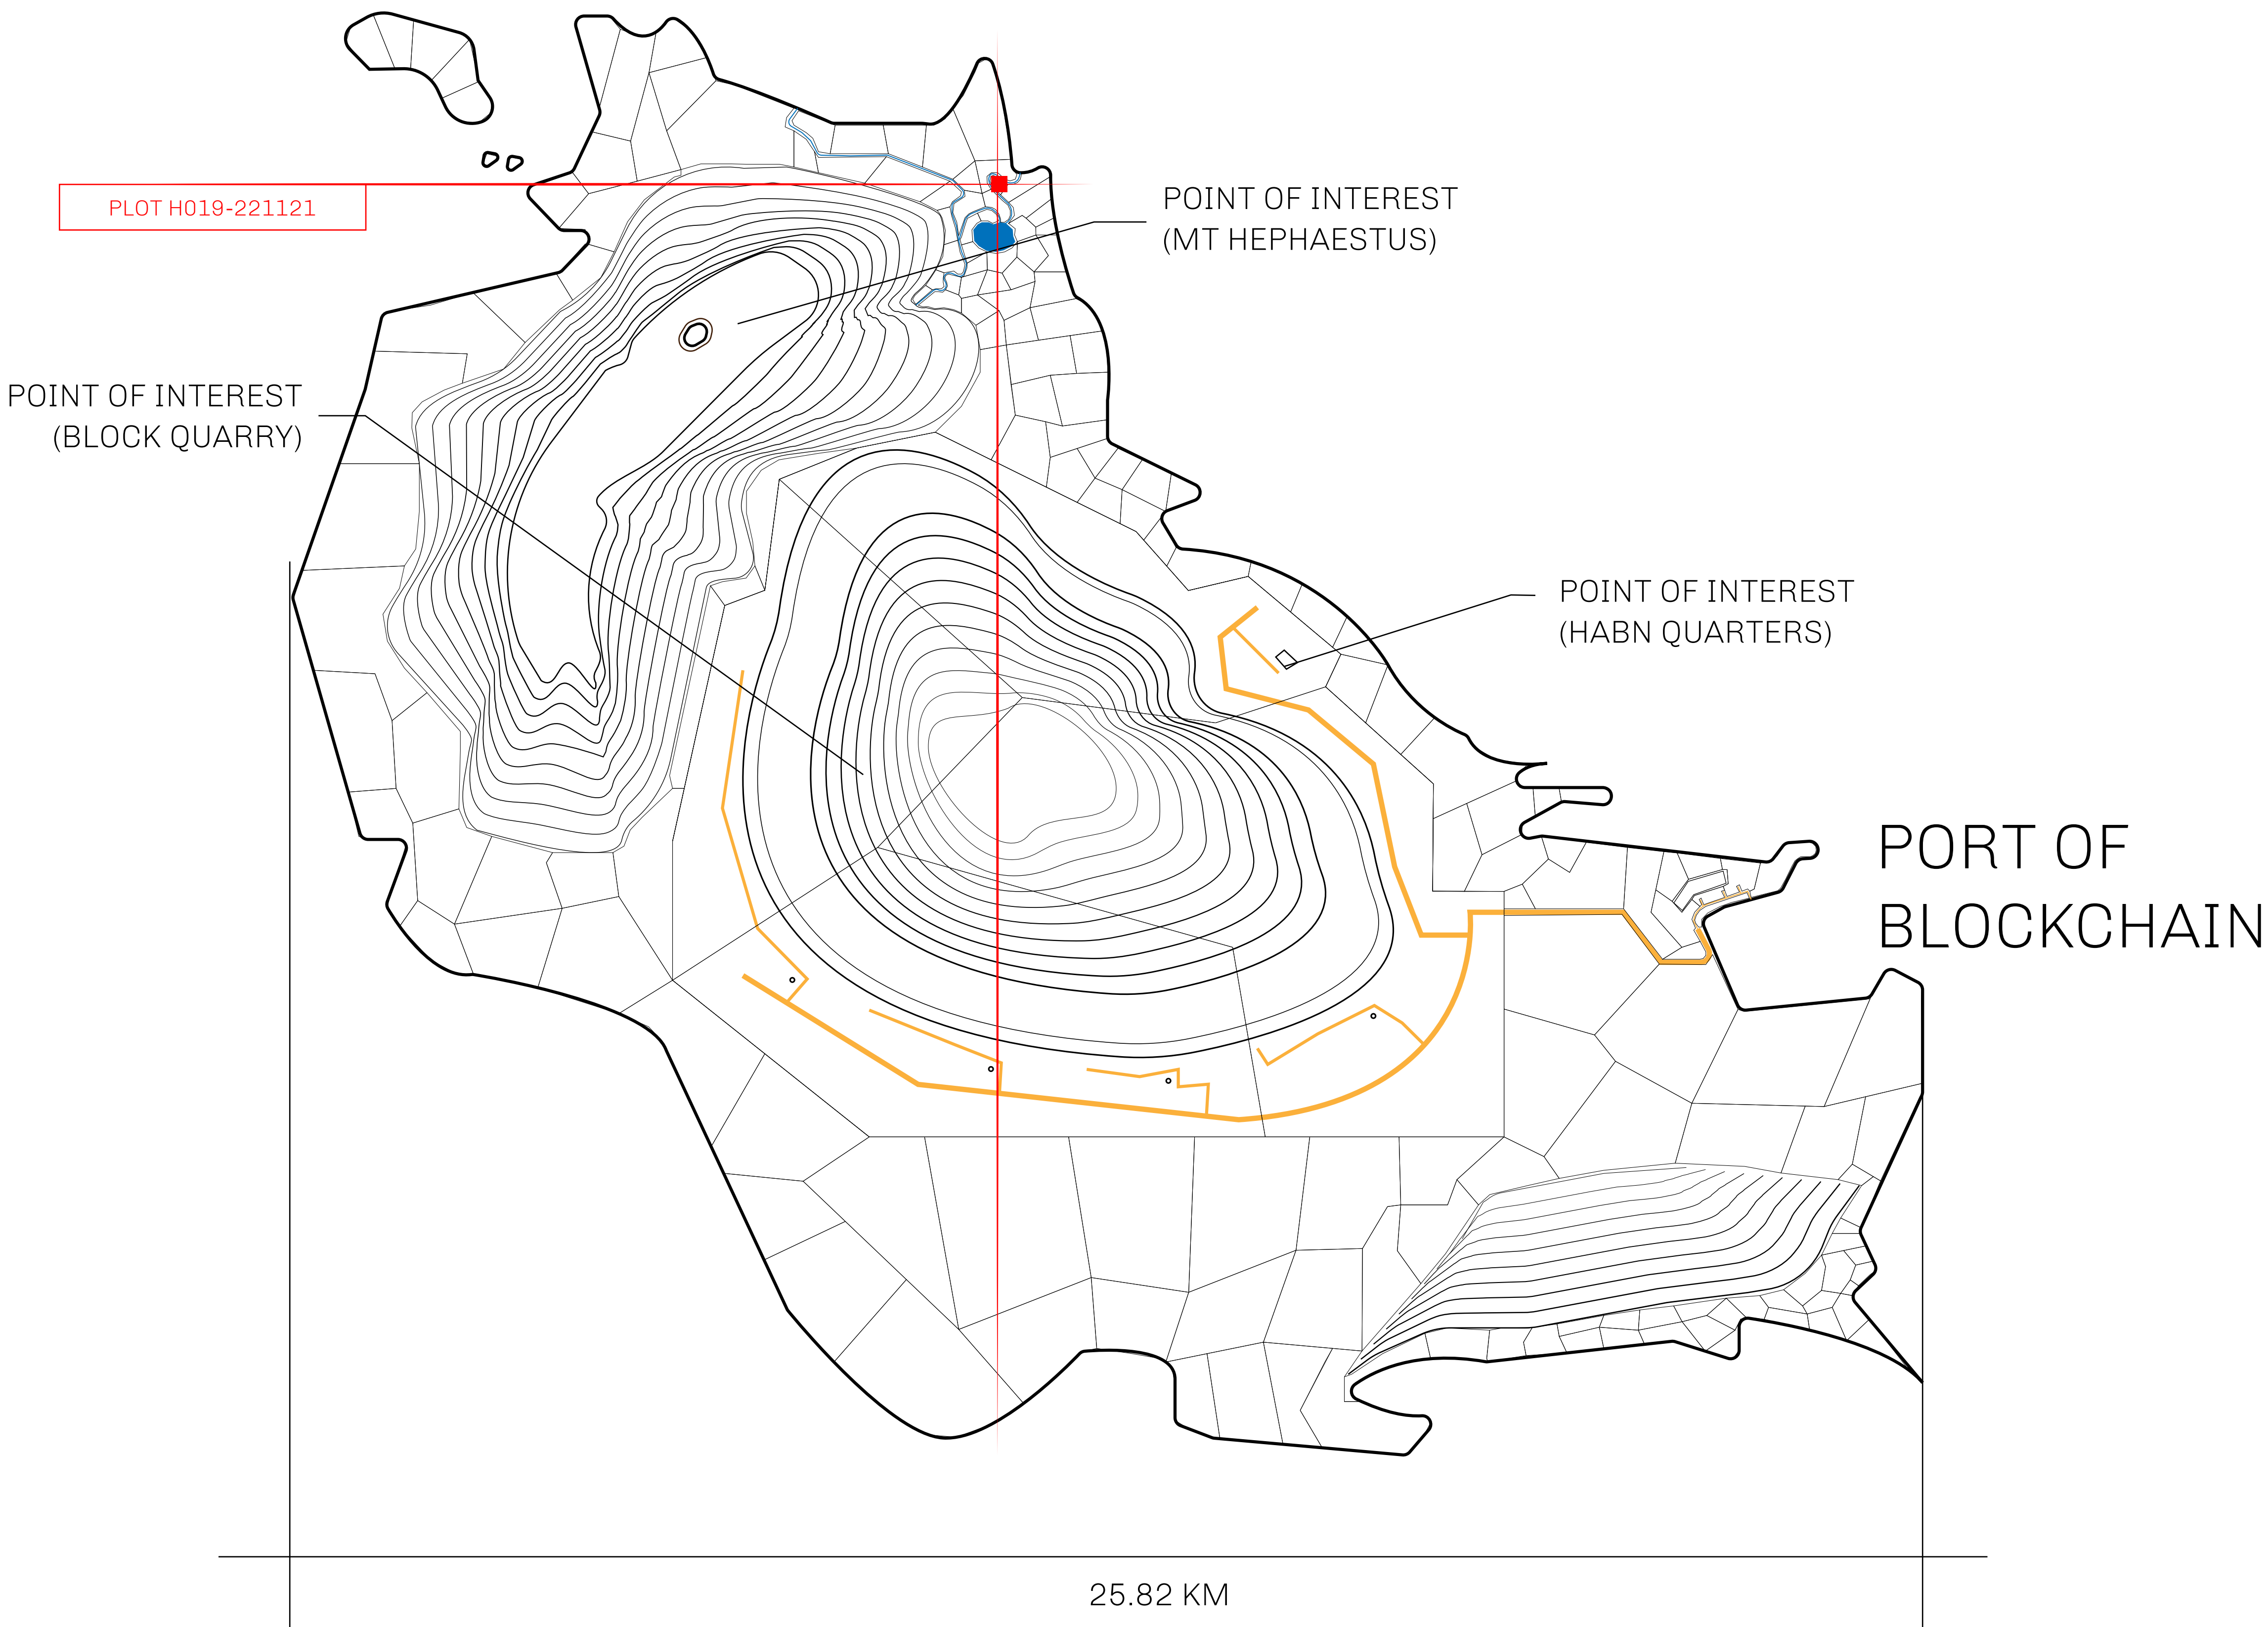 PLOT H019-221121
POINT OF INTEREST
(MT HEPHAESTUS)
POINT OF INTEREST
(BLOCK QUARRY)
POINT OF INTEREST
(HABN QUARTERS)
PORT OF
BLOCKCHAIN
25.82 KM